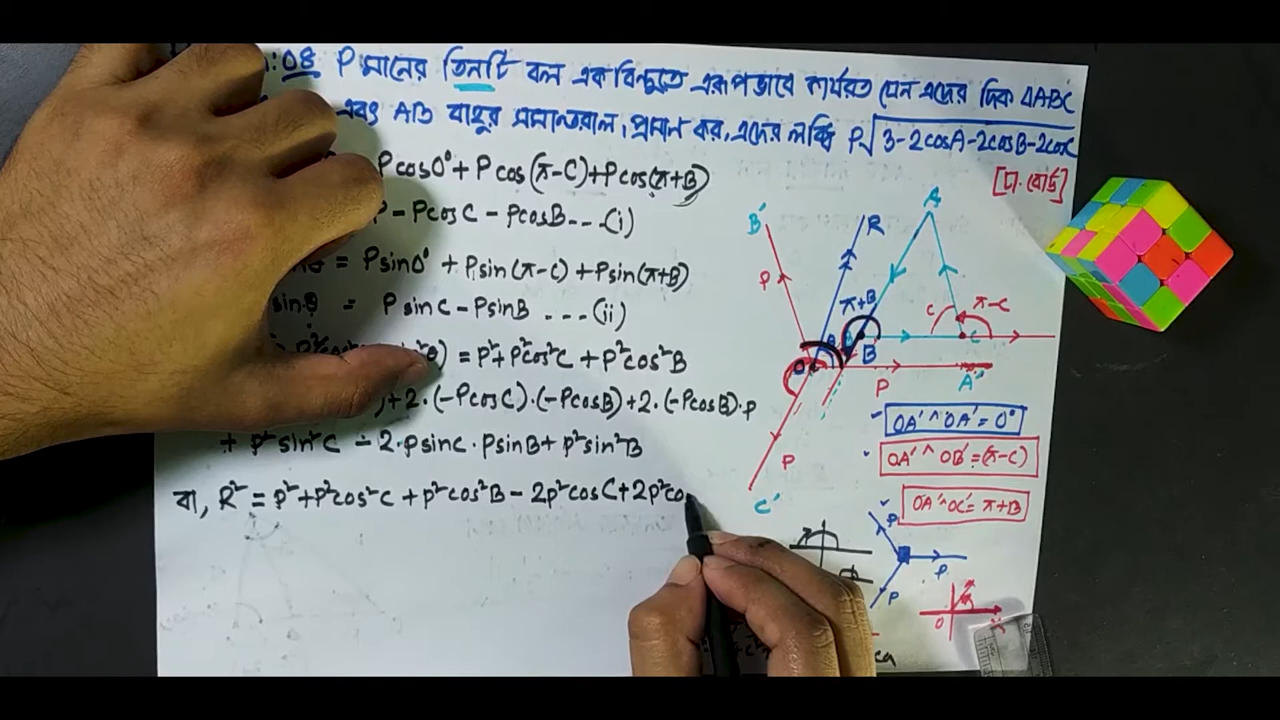 :08 P মানের তিনটি বল একবিন্দুতে এরূপভাবে কার্যরত যেন এদের দিক ΔABC
এবং AB বাহুর সমান্তরাল, প্রমাণ কর, এদের লব্ধি P√3-2cosA-2cosB-2cosC
[ঢা. বোর্ড]
Pcos0° + Pcos(π-C)+Pcos(π+B)
P - PcosC - PcosB --- (i)
= Psin0° + Psin(π-C) + Psin(π+B)
sinθ = PsinC - PsinB ---- (ii)
= P² + P²cos²C + P²cos²B
+2·(-PcosC)·(-PcosB)+2·(-PcosB)·P
+ P²sin²C - 2·PsinC·PsinB + P²sin²B
বা, R² = P² + P²cos²C + P²cos²B - 2P²cosC + 2P²co
B' R A
P π+B C π-C
B C
O P A'
P
C'
OA' ^ OA' = 0°
OA' ^ OB' = (π-C)
OA' ^ OC' = π+B
P P P
O X